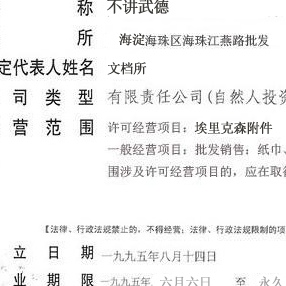 称 不讲武德
所 海淀海珠区海珠江燕路批发
定代表人姓名 文档所
司类型 有限责任公司(自然人投资
营范围 许可经营项目：埃里克森附件
一般经营项目：批发销售：纸巾、
围涉及许可经营项目的，应在取得
【法律、行政法规禁止的，不得经营；法律、行政法规限制的项
立日期 一九九五年八月十四日
业期限 一九九五年 六月六日 至 永久